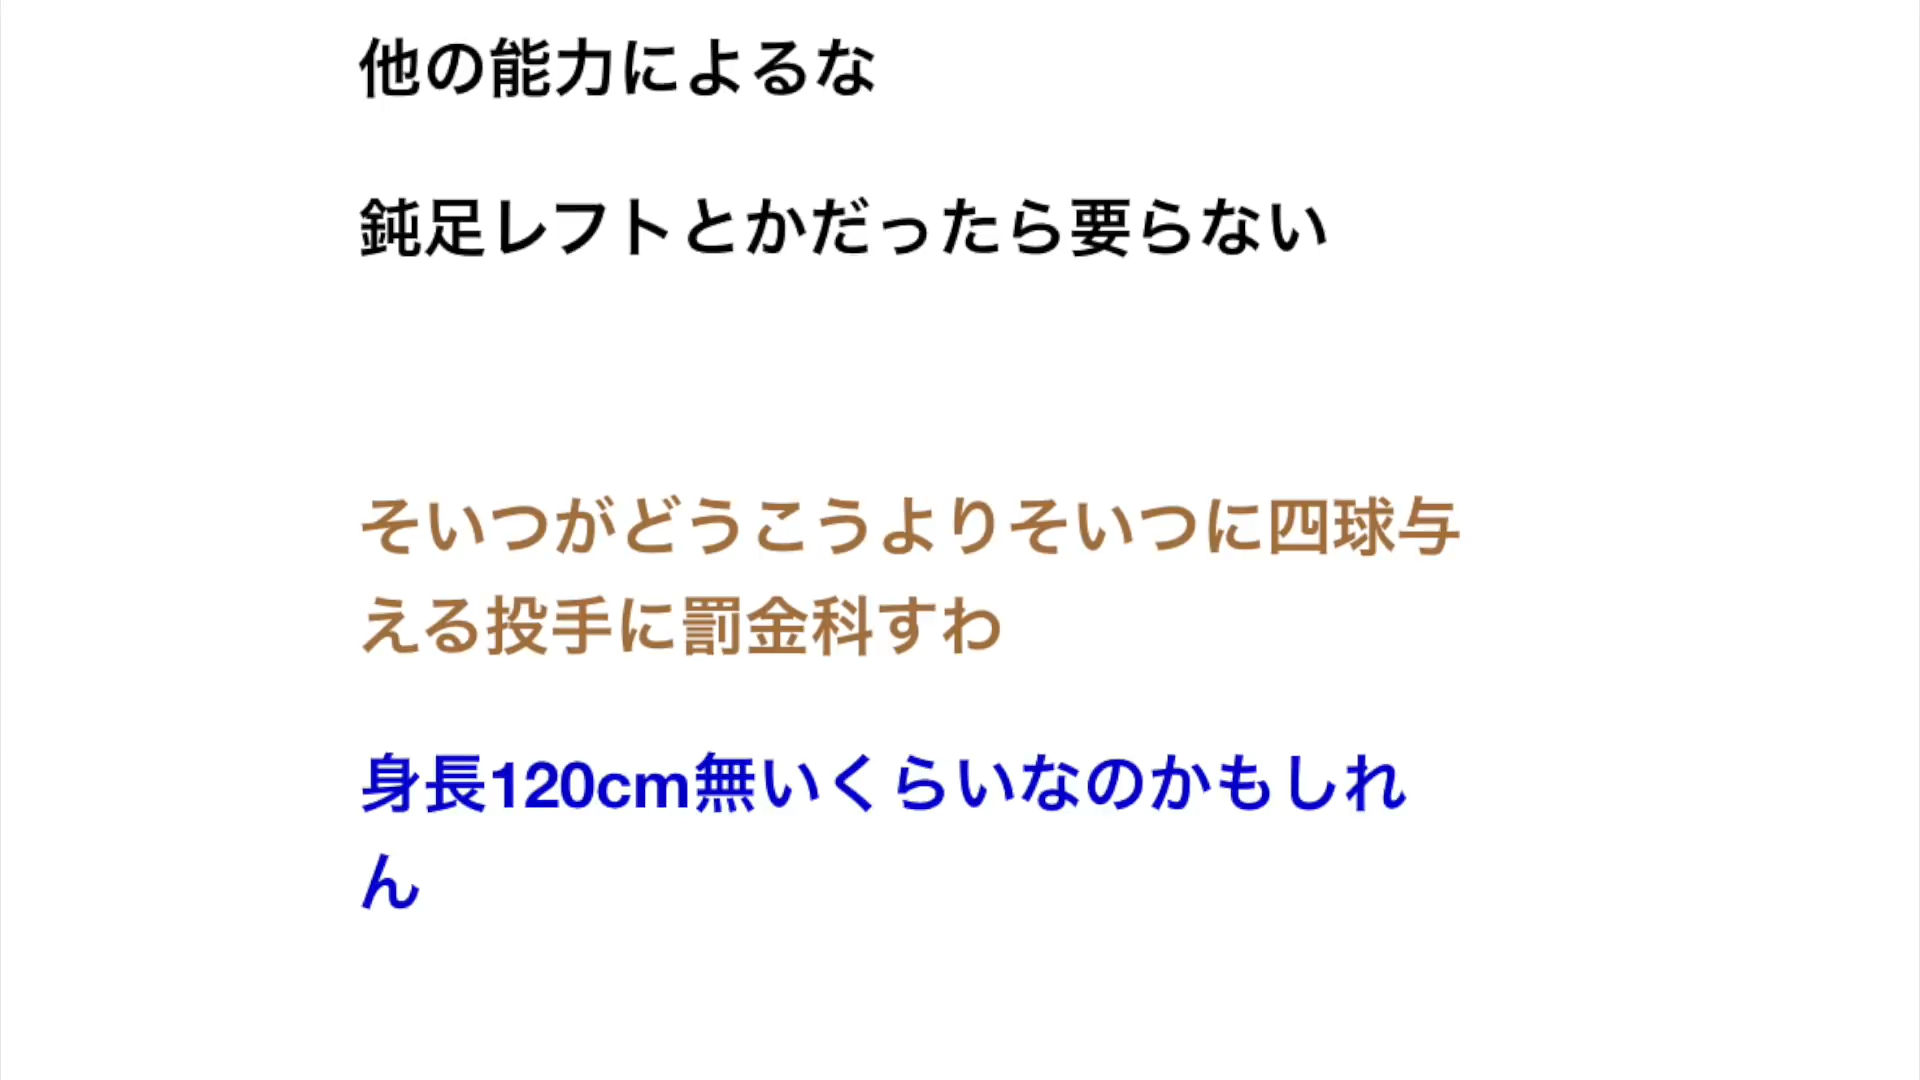 他の能力によるな
鈍足レフトとかだったら要らない
そいつがどうこうよりそいつに四球与
える投手に罰金科すわ
身長120cm無いくらいなのかもしれ
ん